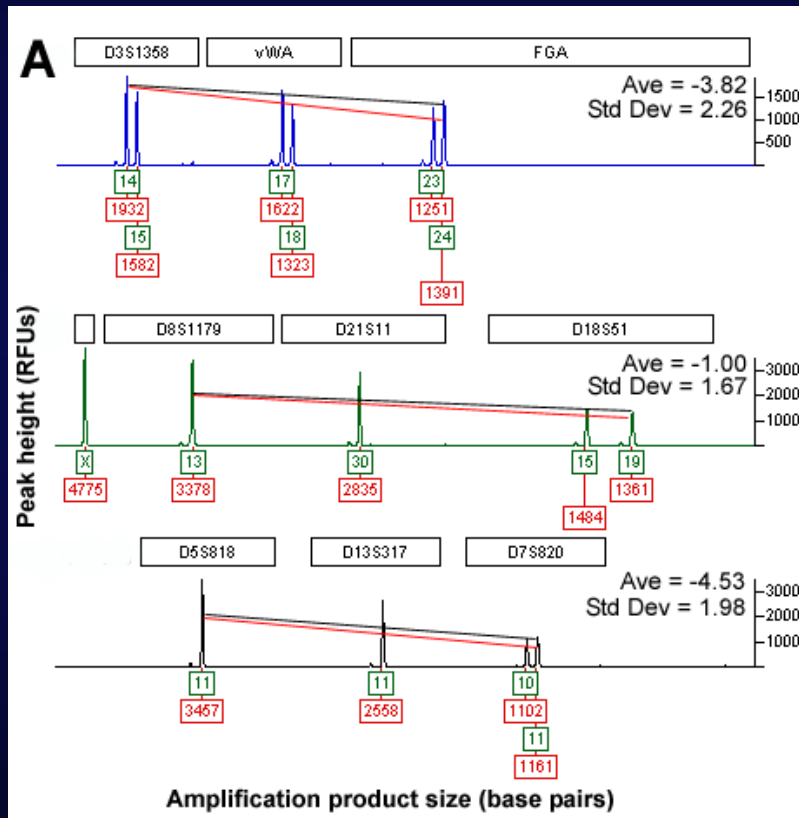 A
D3S1358 vWA FGA
Ave = -3.82
Std Dev = 2.26
1500
1000
500
14 17 23
1932 1622 1251
15 18 24
1582 1323 1391
D8S1179 D21S11 D18S51
Ave = -1.00
Std Dev = 1.67
3000
2000
1000
X 13 30 15 19
4775 3378 2835 1484 1361
D5S818 D13S317 D7S820
Ave = -4.53
Std Dev = 1.98
3000
2000
1000
11 11 10
3457 2558 1102
11
1161
Peak height (RFUs)
Amplification product size (base pairs)